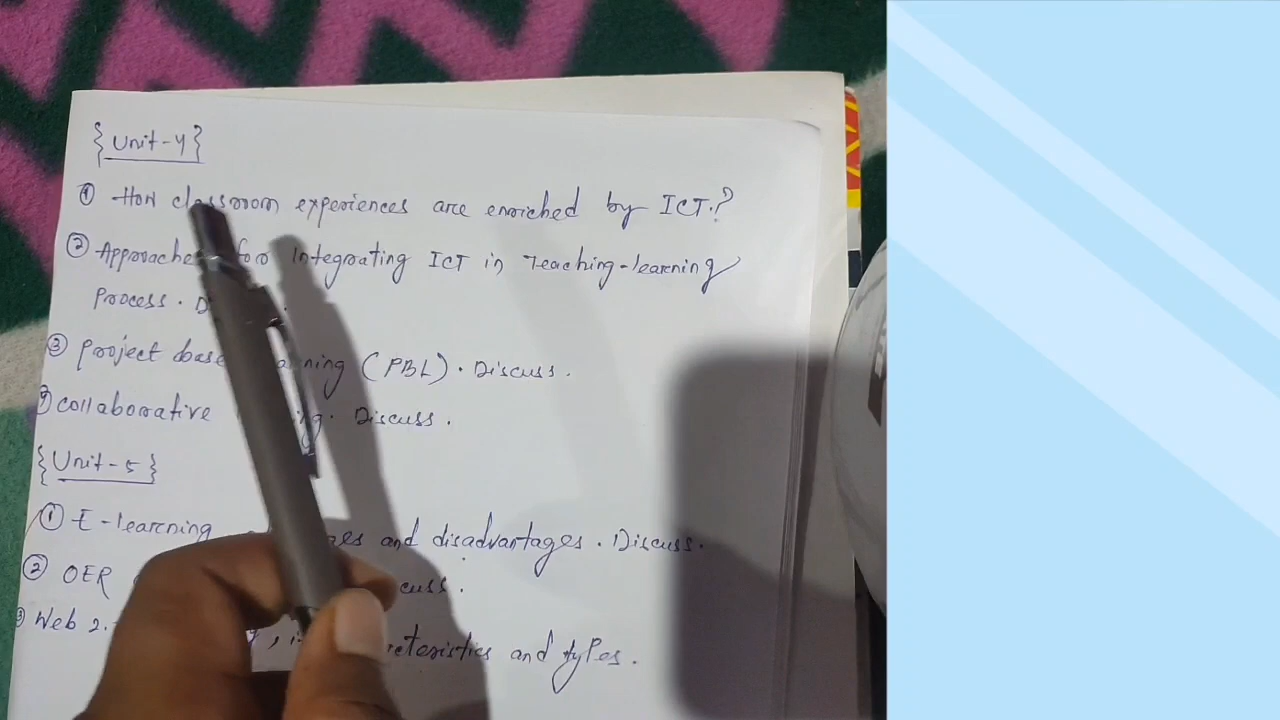 {Unit-4}
① How classroom experiences are enriched by ICT.?
② Approaches for Integrating ICT in Teaching-learning
Process. D
③ Project base (PBL). Discuss.
④ collaborative Discuss.
{Unit-5}
① E-learning and disadvantages. Discuss.
② OER
③ Web 2. and types.